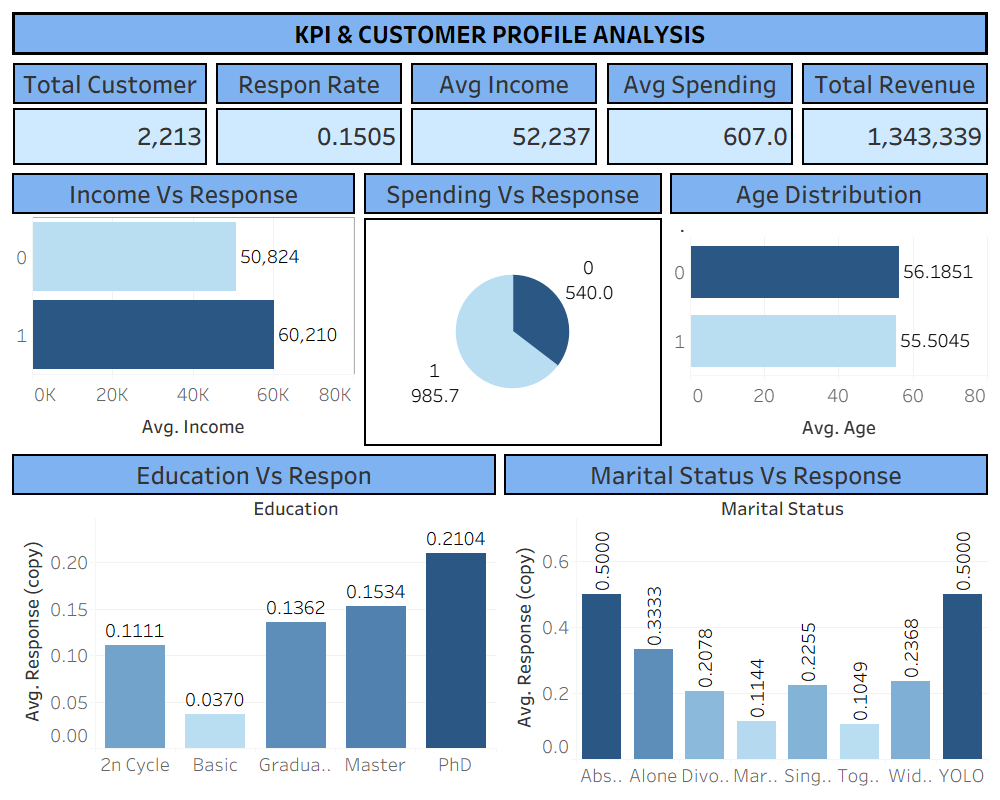 KPI & CUSTOMER PROFILE ANALYSIS
Total Customer
Respon Rate
Avg Income
Avg Spending
Total Revenue
2,213
0.1505
52,237
607.0
1,343,339
Income Vs Response
0
50,824
1
60,210
0K 20K 40K 60K 80K
Avg. Income
Spending Vs Response
0
540.0
1
985.7
Age Distribution
.
0
56.1851
1
55.5045
0 20 40 60 80
Avg. Age
Education Vs Respon
Education
Avg. Response (copy)
0.20
0.15
0.10
0.05
0.00
0.1111
0.0370
0.1362
0.1534
0.2104
2n Cycle Basic Gradua.. Master PhD
Marital Status Vs Response
Marital Status
Avg. Response (copy)
0.6
0.4
0.2
0.0
0.5000
0.3333
0.2078
0.1144
0.2255
0.1049
0.2368
0.5000
Abs.. Alone Divo.. Mar.. Sing.. Tog.. Wid.. YOLO